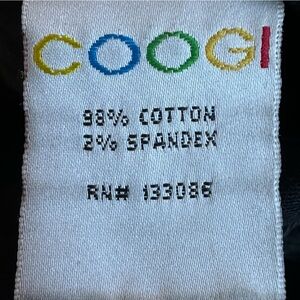 COOGI
98% COTTON
2% SPANDEX
RN# 133086